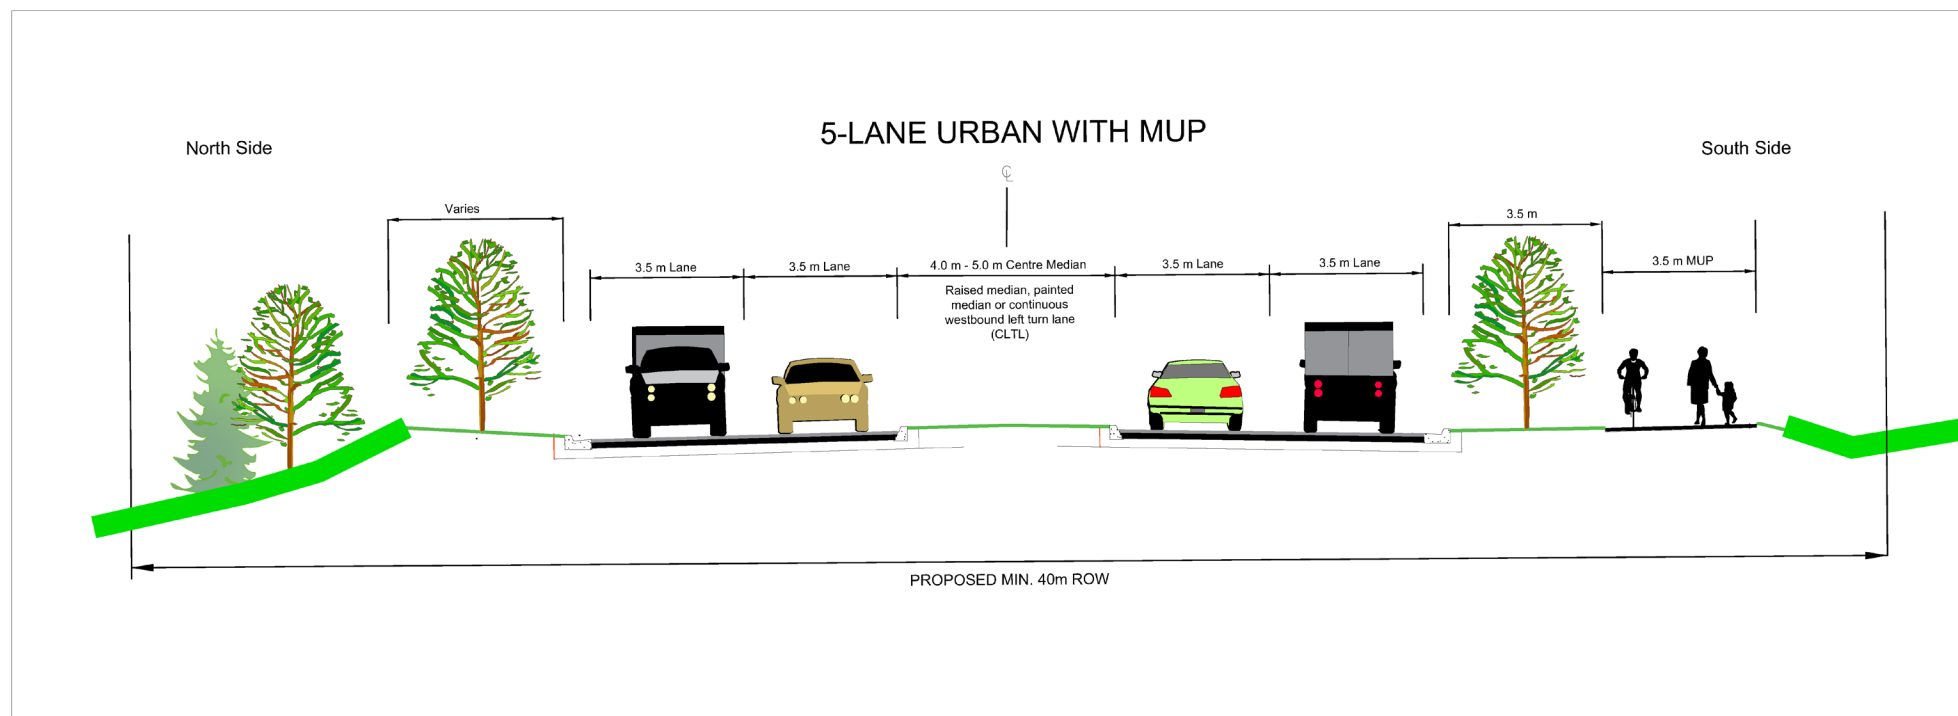 5-LANE URBAN WITH MUP
North Side
South Side
CL
Varies
3.5 m
3.5 m Lane
3.5 m Lane
4.0 m - 5.0 m Centre Median
3.5 m Lane
3.5 m Lane
3.5 m MUP
Raised median, painted
median or continuous
westbound left turn lane
(CLTL)
PROPOSED MIN. 40m ROW